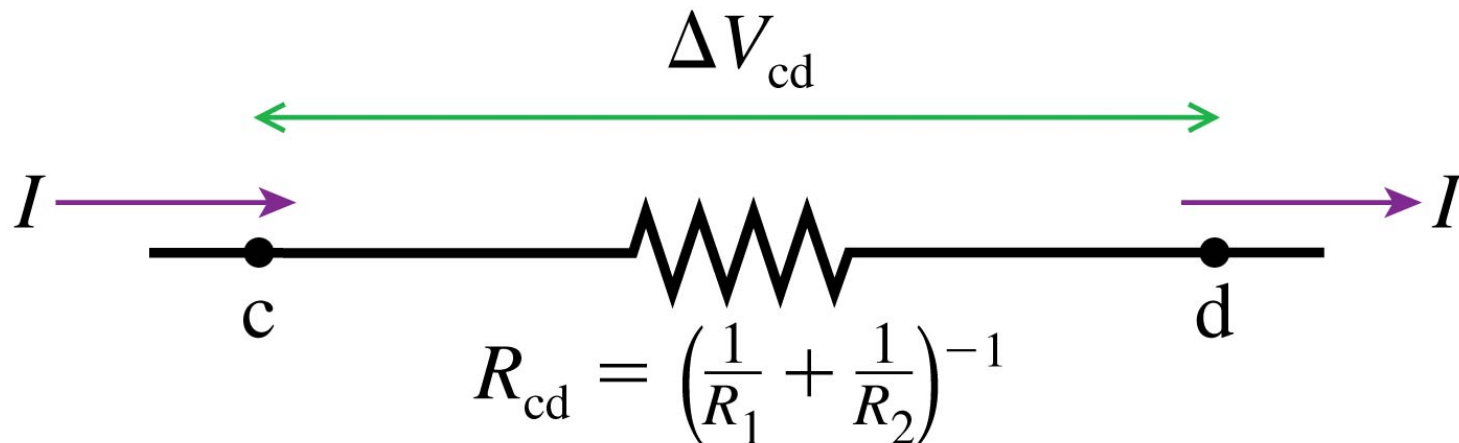 ΔV_cd
I I
c d
R_cd = (1/R_1 + 1/R_2)^−1